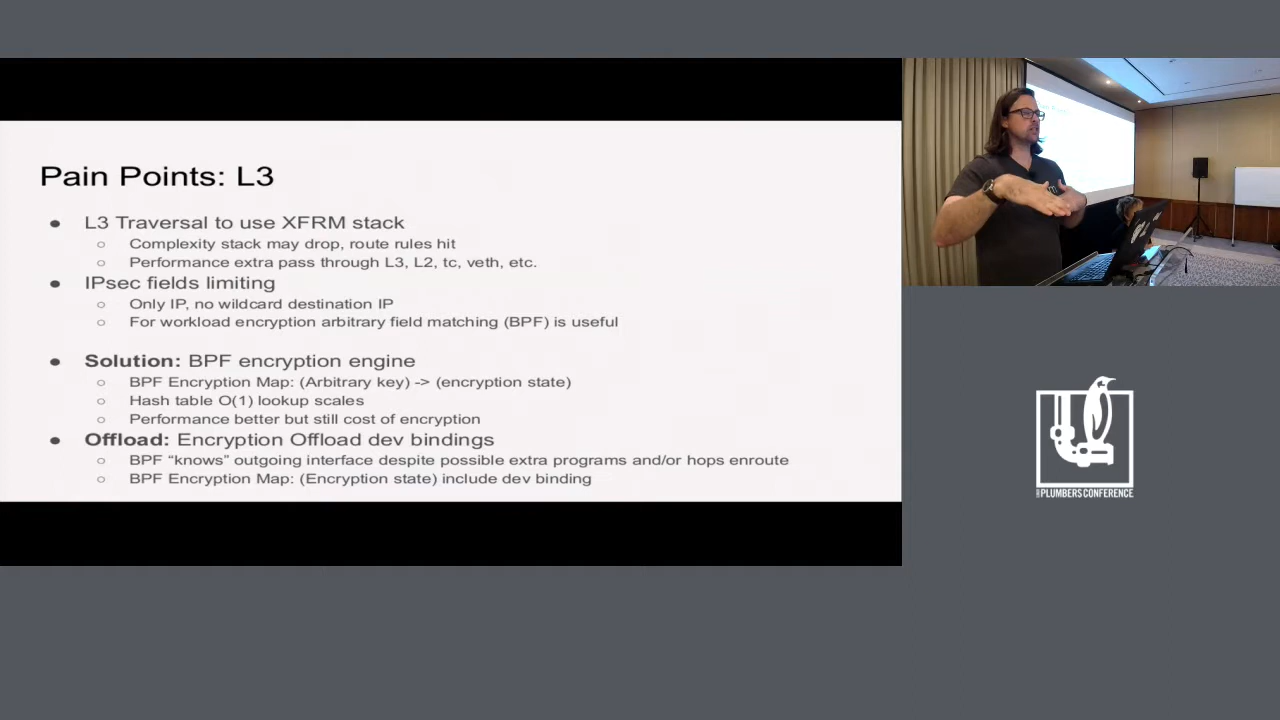 Pain Points: L3
● L3 Traversal to use XFRM stack
○ Complexity stack may drop, route rules hit
○ Performance extra pass through L3, L2, tc, veth, etc.
● IPsec fields limiting
○ Only IP, no wildcard destination IP
○ For workload encryption arbitrary field matching (BPF) is useful
● Solution: BPF encryption engine
○ BPF Encryption Map: (Arbitrary key) -> (encryption state)
○ Hash table O(1) lookup scales
○ Performance better but still cost of encryption
● Offload: Encryption Offload dev bindings
○ BPF “knows” outgoing interface despite possible extra programs and/or hops enroute
○ BPF Encryption Map: (Encryption state) include dev binding
PLUMBERS CONFERENCE